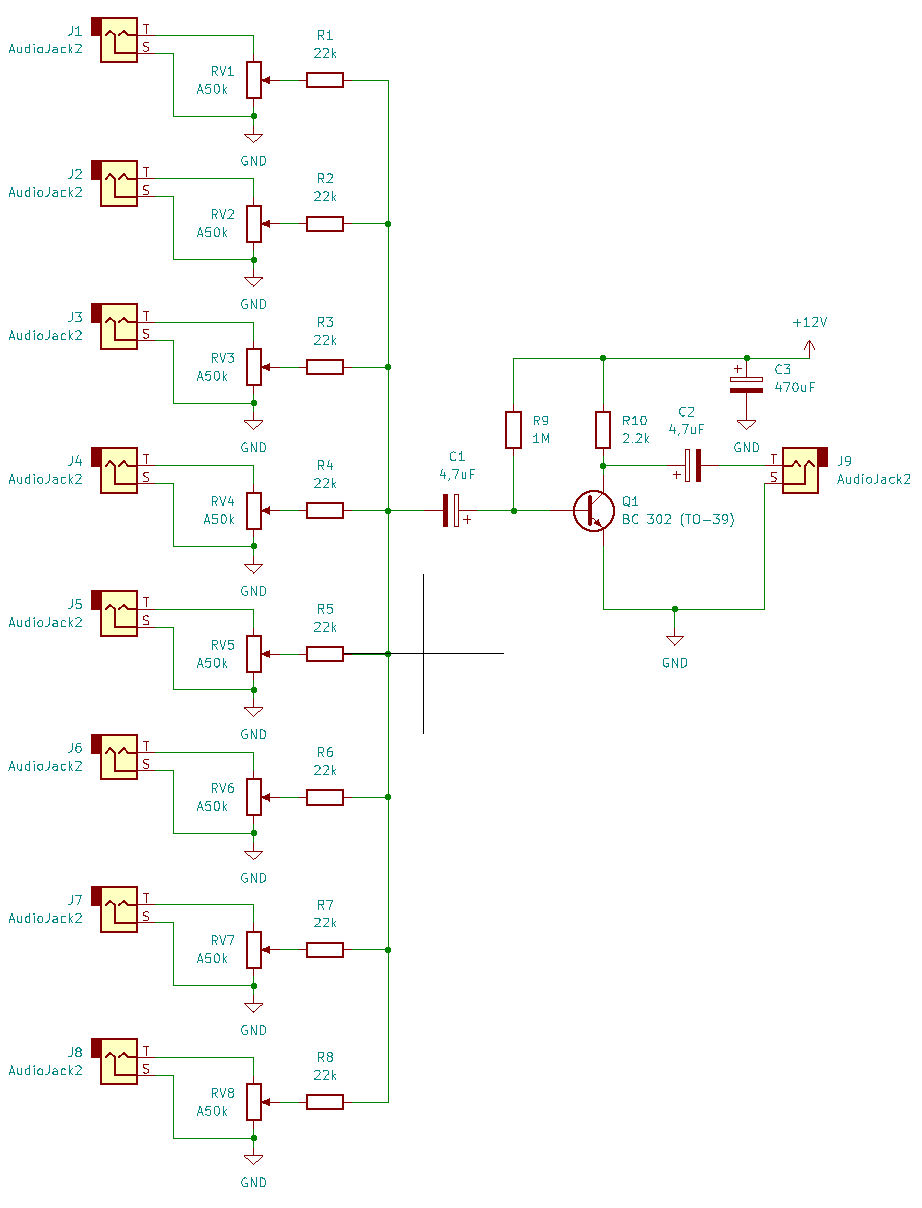 J1
AudioJack2
T
S
RV1
A50k
R1
22k
GND
J2
AudioJack2
T
S
RV2
A50k
R2
22k
GND
J3
AudioJack2
T
S
RV3
A50k
R3
22k
GND
J4
AudioJack2
T
S
RV4
A50k
R4
22k
GND
J5
AudioJack2
T
S
RV5
A50k
R5
22k
GND
J6
AudioJack2
T
S
RV6
A50k
R6
22k
GND
J7
AudioJack2
T
S
RV7
A50k
R7
22k
GND
J8
AudioJack2
T
S
RV8
A50k
R8
22k
GND
C1
4,7uF
+
R9
1M
R10
2.2k
Q1
BC 302 (TO-39)
GND
C2
4,7uF
+
+12V
C3
470uF
+
GND
T
S
J9
AudioJack2